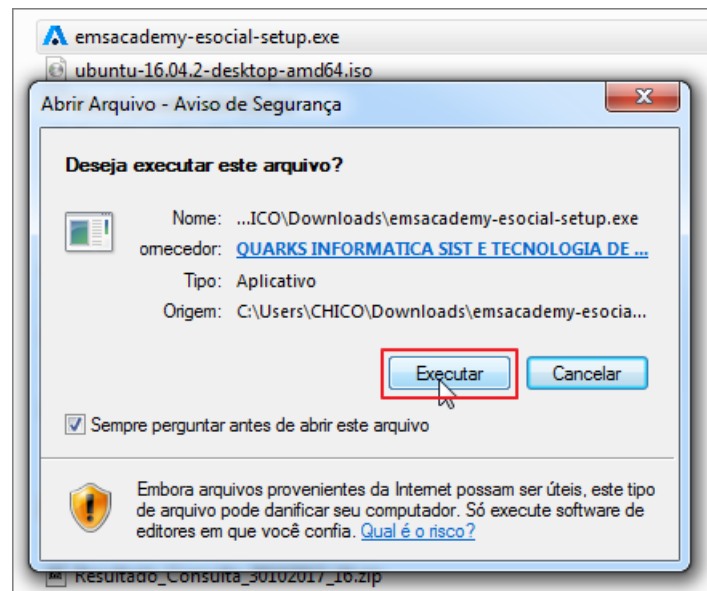 emsacademy-esocial-setup.exe
ubuntu-16.04.2-desktop-amd64.iso
Abrir Arquivo - Aviso de Segurança
Deseja executar este arquivo?
Nome: ...ICO\Downloads\emsacademy-esocial-setup.exe
ornecedor: QUARKS INFORMATICA SIST E TECNOLOGIA DE ...
Tipo: Aplicativo
Origem: C:\Users\CHICO\Downloads\emsacademy-esocia...
Executar Cancelar
Sempre perguntar antes de abrir este arquivo
Embora arquivos provenientes da Internet possam ser úteis, este tipo
de arquivo pode danificar seu computador. Só execute software de
editores em que você confia. Qual é o risco?
Resultado_Consulta_30102017_16.zip